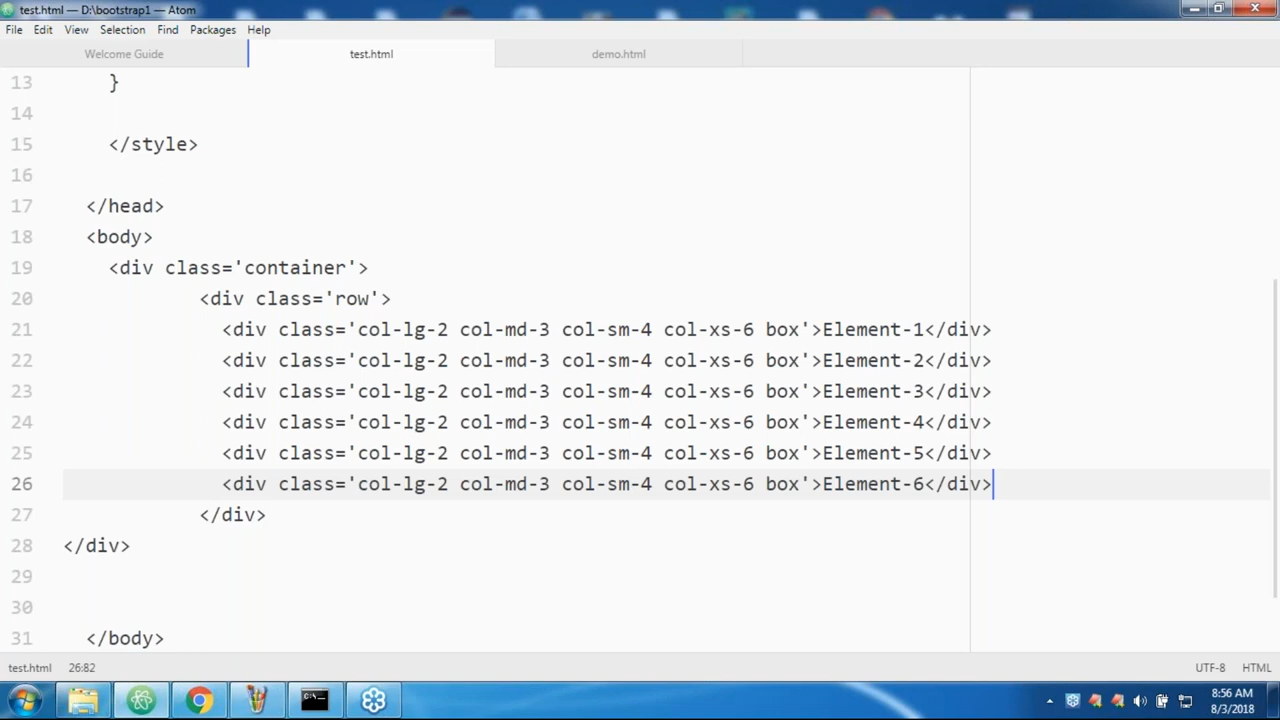 test.html — D:\bootstrap1 — Atom
File Edit View Selection Find Packages Help
Welcome Guide test.html demo.html
13 }
14
15 </style>
16
17 </head>
18 <body>
19 <div class='container'>
20 <div class='row'>
21 <div class='col-lg-2 col-md-3 col-sm-4 col-xs-6 box'>Element-1</div>
22 <div class='col-lg-2 col-md-3 col-sm-4 col-xs-6 box'>Element-2</div>
23 <div class='col-lg-2 col-md-3 col-sm-4 col-xs-6 box'>Element-3</div>
24 <div class='col-lg-2 col-md-3 col-sm-4 col-xs-6 box'>Element-4</div>
25 <div class='col-lg-2 col-md-3 col-sm-4 col-xs-6 box'>Element-5</div>
26 <div class='col-lg-2 col-md-3 col-sm-4 col-xs-6 box'>Element-6</div>
27 </div>
28 </div>
29
30
31 </body>
test.html 26:82 UTF-8 HTML
8:56 AM
8/3/2018